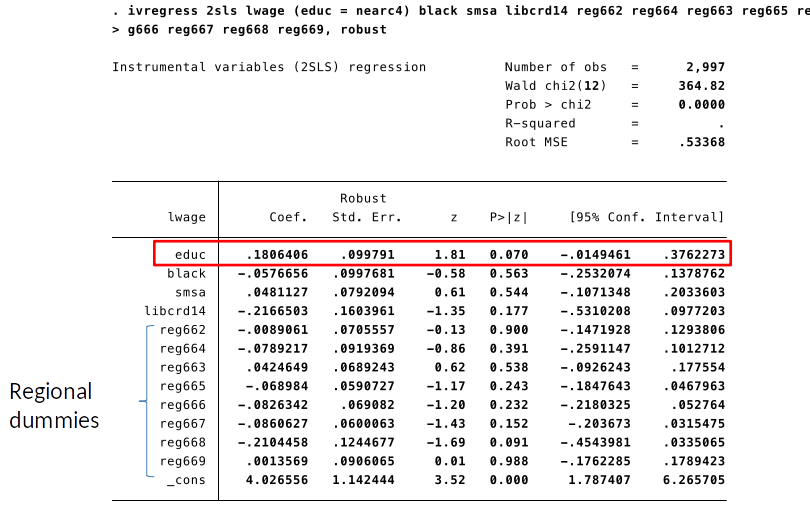 . ivregress 2sls lwage (educ = nearc4) black smsa libcrd14 reg662 reg664 reg663 reg665 re
> g666 reg667 reg668 reg669, robust
Instrumental variables (2SLS) regression Number of obs = 2,997
Wald chi2(12) = 364.82
Prob > chi2 = 0.0000
R-squared = .
Root MSE = .53368
Robust
lwage Coef. Std. Err. z P>|z| [95% Conf. Interval]
educ .1806406 .099791 1.81 0.070 -.0149461 .3762273
black -.0576656 .0997681 -0.58 0.563 -.2532074 .1378762
smsa .0481127 .0792094 0.61 0.544 -.1071348 .2033603
libcrd14 -.2166503 .1603961 -1.35 0.177 -.5310208 .0977203
reg662 -.0089061 .0705557 -0.13 0.900 -.1471928 .1293806
reg664 -.0789217 .0919369 -0.86 0.391 -.2591147 .1012712
reg663 .0424649 .0689243 0.62 0.538 -.0926243 .177554
reg665 -.068984 .0590727 -1.17 0.243 -.1847643 .0467963
reg666 -.0826342 .069082 -1.20 0.232 -.2180325 .052764
reg667 -.0860627 .0600063 -1.43 0.152 -.203673 .0315475
reg668 -.2104458 .1244677 -1.69 0.091 -.4543981 .0335065
reg669 .0013569 .0906065 0.01 0.988 -.1762285 .1789423
_cons 4.026556 1.142444 3.52 0.000 1.787407 6.265705
Regional
dummies